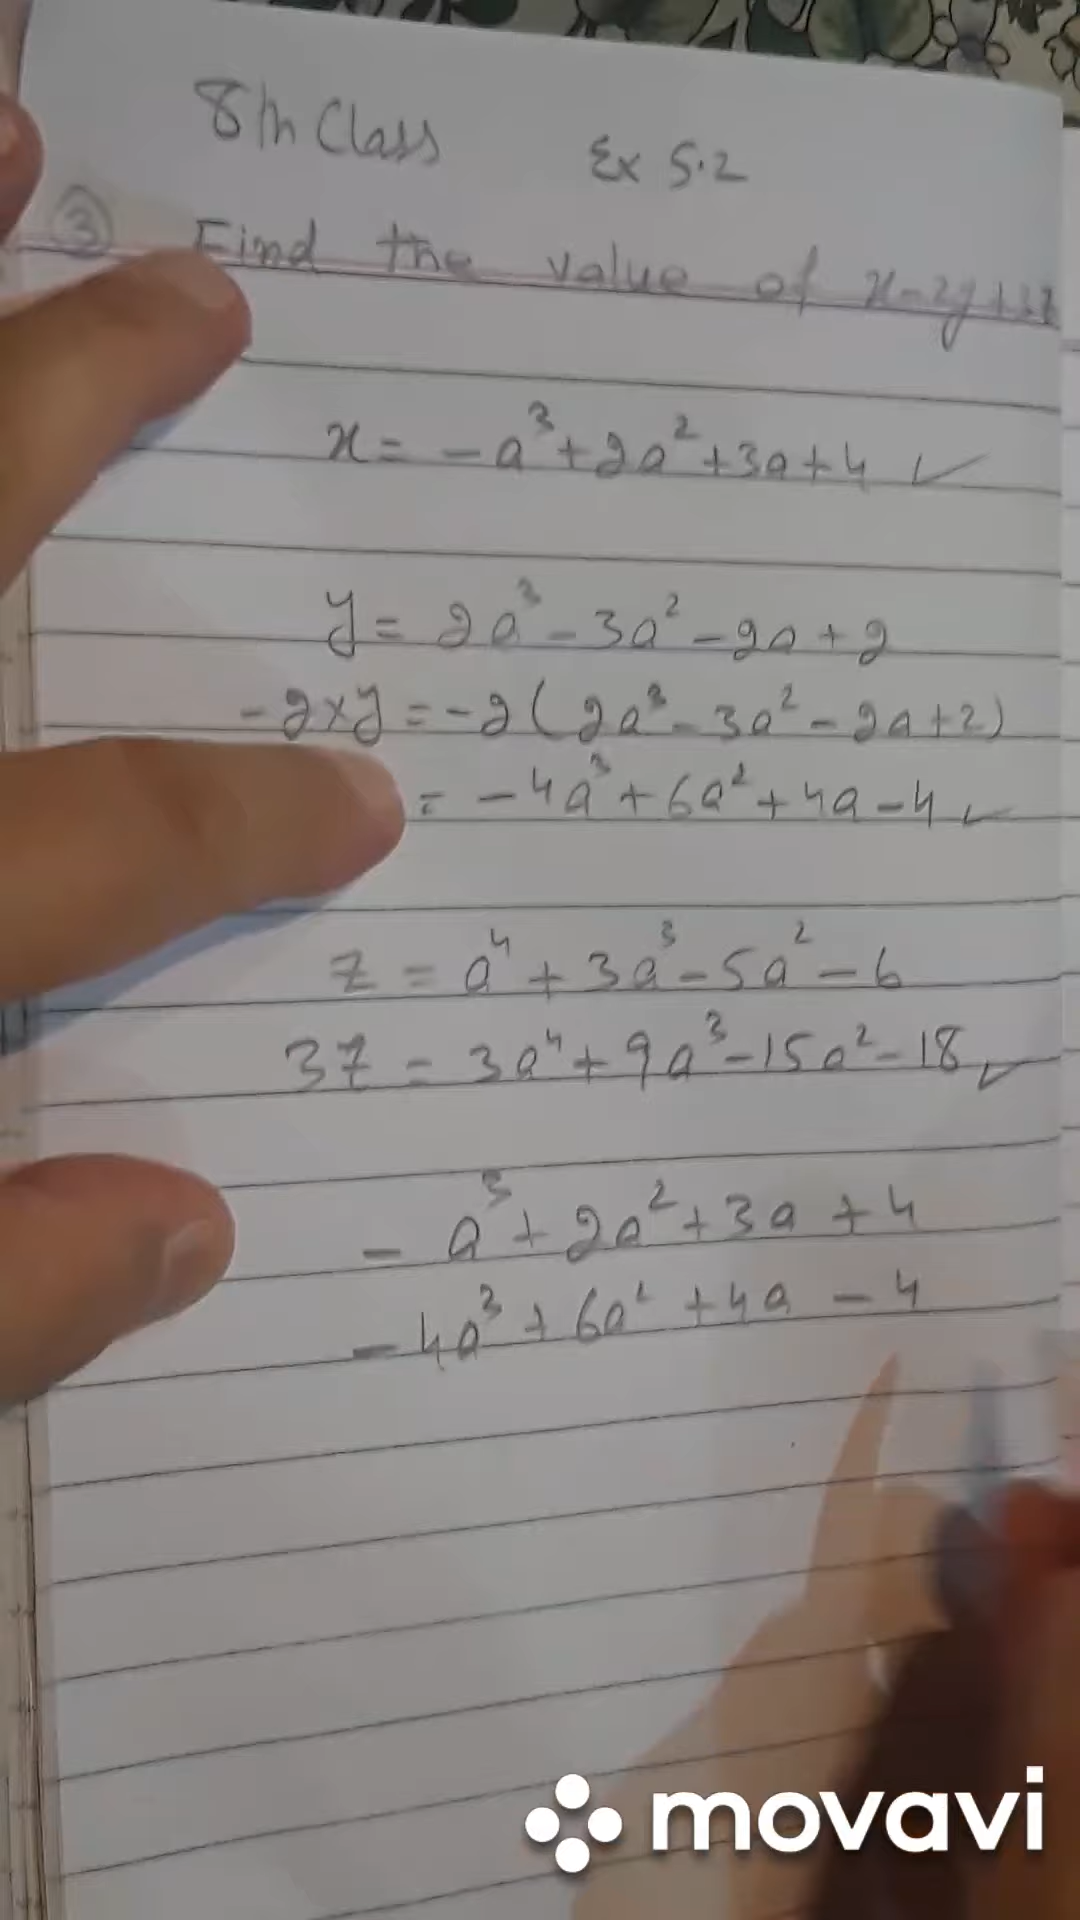 8th Class Ex 5.2
③ Find the value of x-2y+3z
x = -a³+2a²+3a+4 ✓
y = 2a³-3a²-2a+2
-2xy = -2(2a³-3a²-2a+2)
= -4a³+6a²+4a-4 ✓
z = a⁴+3a³-5a²-6
3z = 3a⁴+9a³-15a²-18 ✓
-a³+2a²+3a+4
-4a³+6a²+4a-4
movavi